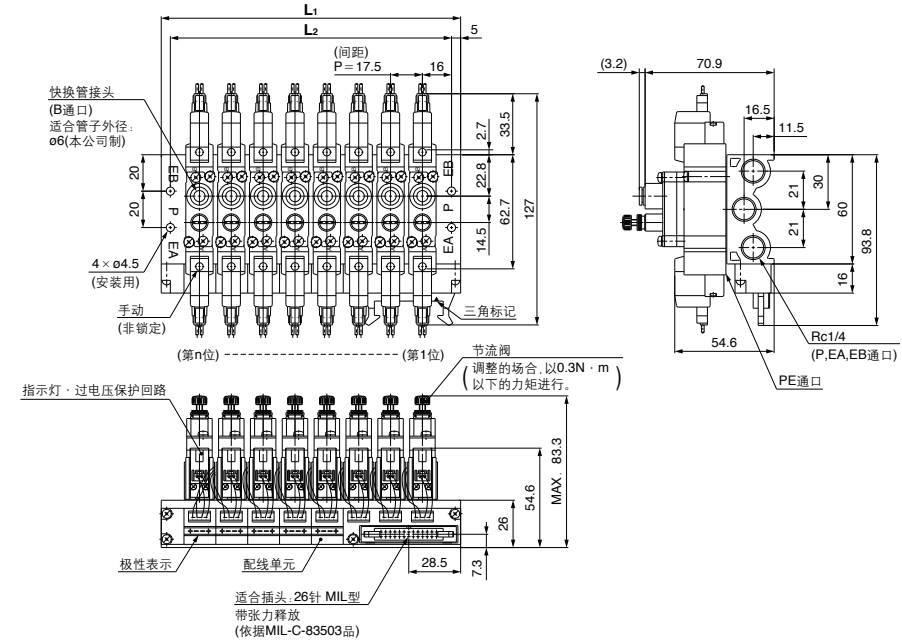 L1
L2
5
(间距)
P＝17.5
16
快换管接头
(B通口)
适合管子外径：
ø6(本公司制)
2.7
33.5
20
20
EB
P
EA
EB
P
EA
22.8
14.5
62.7
127
4×ø4.5
(安装用)
手动
(非锁定)
三角标记
(第n位)
(第1位)
(3.2)
70.9
16.5
11.5
21
21
30
60
93.8
16
54.6
Rc1/4
(P,EA,EB通口)
PE通口
节流阀
(调整的场合，以0.3N · m
以下的力矩进行。)
指示灯 · 过电压保护回路
MAX. 83.3
54.6
26
7.3
28.5
极性表示
配线单元
适合插头：26针 MIL型
带张力释放
(依据MIL-C-83503品)